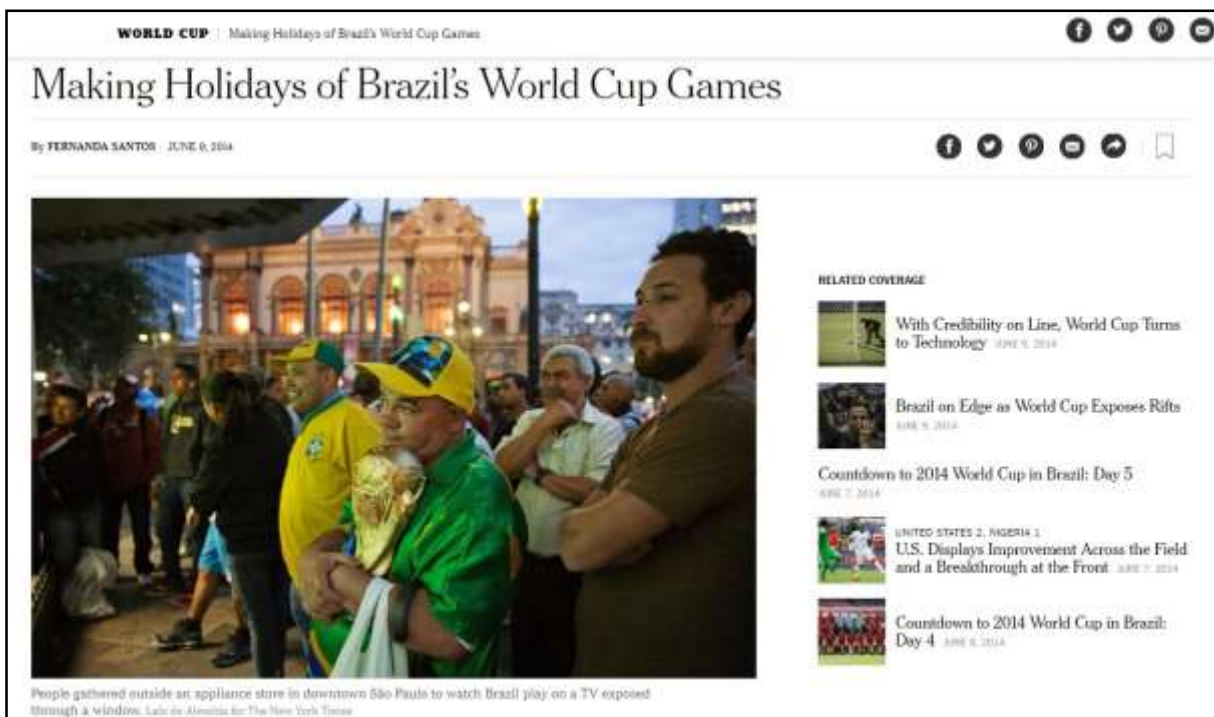 WORLD CUP | Making Holidays of Brazil's World Cup Games
Making Holidays of Brazil's World Cup Games
By FERNANDA SANTOS JUNE 9, 2014
RELATED COVERAGE
With Credibility on Line, World Cup Turns
to Technology JUNE 9, 2014
Brazil on Edge as World Cup Exposes Rifts
JUNE 9, 2014
Countdown to 2014 World Cup in Brazil: Day 5
JUNE 7, 2014
UNITED STATES 2, NIGERIA 1
U.S. Displays Improvement Across the Field
and a Breakthrough at the Front JUNE 7, 2014
Countdown to 2014 World Cup in Brazil:
Day 4 JUNE 8, 2014
People gathered outside an appliance store in downtown São Paulo to watch Brazil play on a TV exposed
through a window. de Almeida for The New York Times